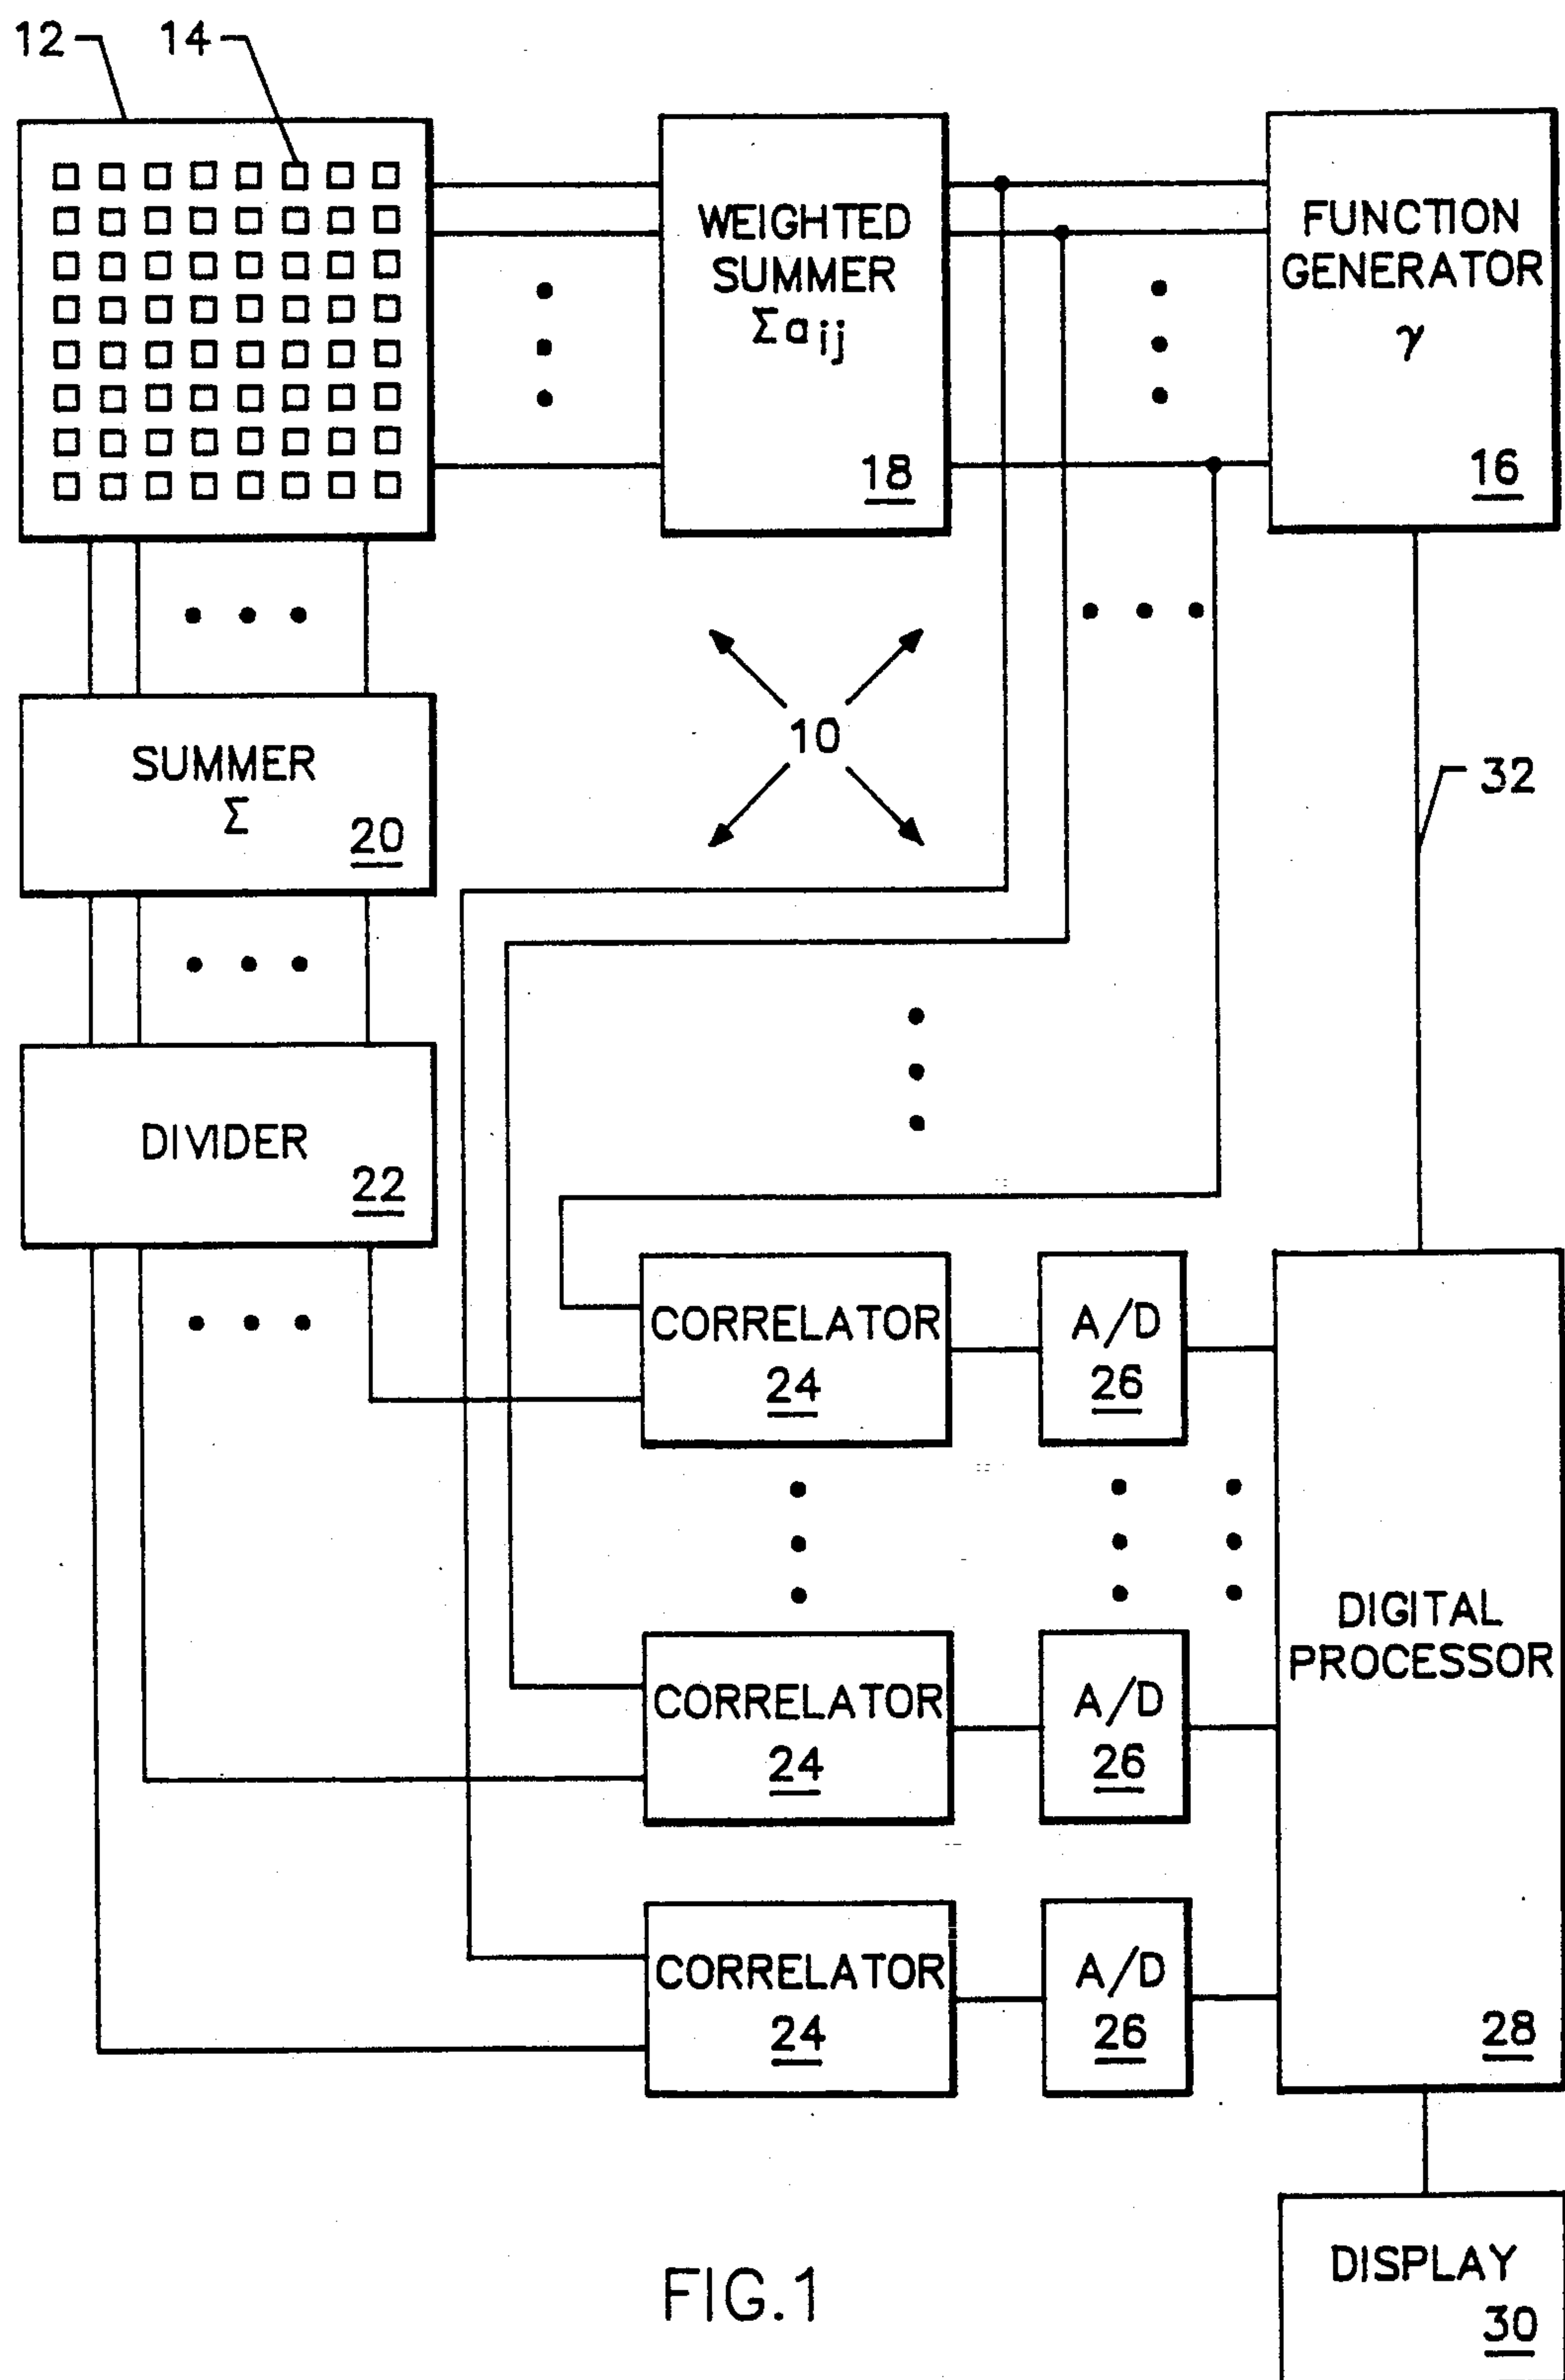 12 14
WEIGHTED
SUMMER
Σaij
18
FUNCTION
GENERATOR
γ
16
10
SUMMER
Σ
20
32
DIVIDER
22
CORRELATOR
24
A/D
26
DIGITAL
PROCESSOR
28
CORRELATOR
24
A/D
26
CORRELATOR
24
A/D
26
DISPLAY
30
FIG.1